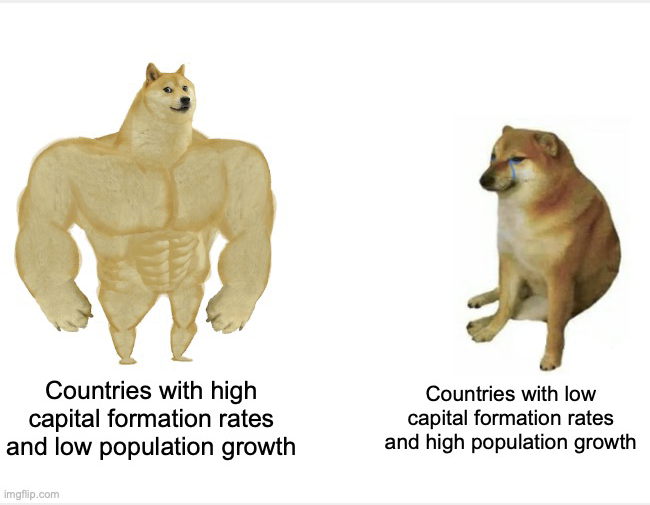 Countries with high
capital formation rates
and low population growth
Countries with low
capital formation rates
and high population growth
imgflip.com